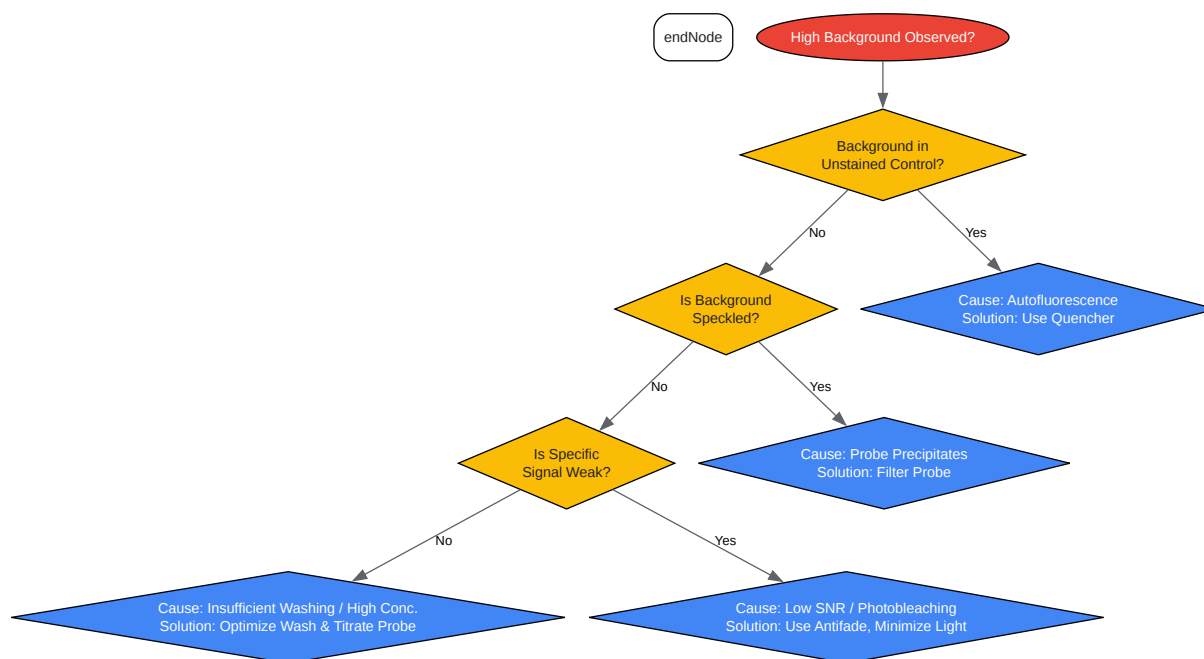 endNode
High Background Observed?
Background in
Unstained Control?
No
Yes
Is Background
Speckled?
Cause: Autofluorescence
Solution: Use Quencher
No
Yes
Is Specific
Signal Weak?
Cause: Probe Precipitates
Solution: Filter Probe
No
Yes
Cause: Insufficient Washing / High Conc.
Solution: Optimize Wash & Titrate Probe
Cause: Low SNR / Photobleaching
Solution: Use Antifade, Minimize Light